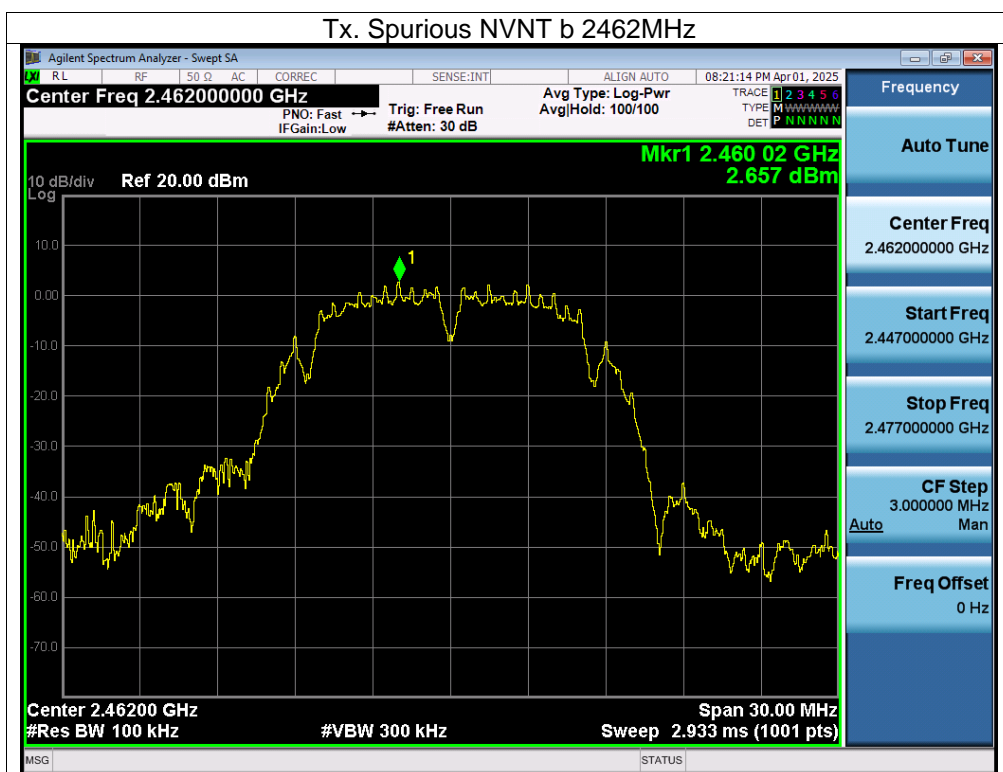 Tx. Spurious NVNT b 2462MHz
Agilent Spectrum Analyzer - Swept SA
LXI RL RF 50 Ω AC CORREC SENSE:INT ALIGN AUTO 08:21:14 PM Apr 01, 2025
Center Freq 2.462000000 GHz
PNO: Fast
IFGain:Low
Trig: Free Run
#Atten: 30 dB
Avg Type: Log-Pwr
Avg|Hold: 100/100
TRACE 1 2 3 4 5 6
TYPE M WWWWW
DET P N N N N N
Mkr1 2.460 02 GHz
2.657 dBm
10 dB/div Ref 20.00 dBm
Log
10.0
0.00
-10.0
-20.0
-30.0
-40.0
-50.0
-60.0
-70.0
1
Center 2.46200 GHz Span 30.00 MHz
#Res BW 100 kHz #VBW 300 kHz Sweep 2.933 ms (1001 pts)
MSG STATUS
Frequency
Auto Tune
Center Freq
2.462000000 GHz
Start Freq
2.447000000 GHz
Stop Freq
2.477000000 GHz
CF Step
3.000000 MHz
Auto Man
Freq Offset
0 Hz